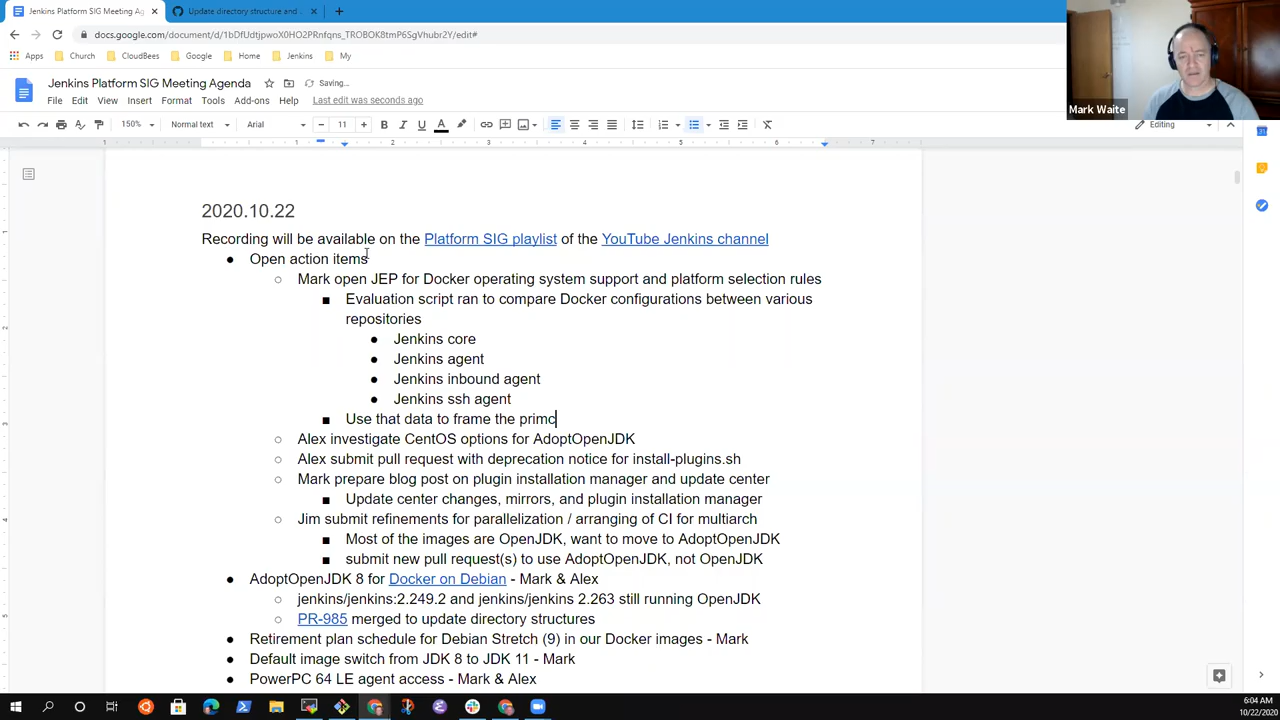 Jenkins Platform SIG Meeting Ag
Update directory structure and
docs.google.com/document/d/1bDfUdtjpwoX0HO2PRnfqns_TROBOK8tmP6SgVhubr2Y/edit#
Apps Church CloudBees Google Home Jenkins My
Mark Waite
Jenkins Platform SIG Meeting Agenda Saving...
File Edit View Insert Format Tools Add-ons Help Last edit was seconds ago
150% Normal text Arial 11 B I U A Editing
1 1 2 3 4 5 6 7
2020.10.22
Recording will be available on the Platform SIG playlist of the YouTube Jenkins channel
● Open action items
○ Mark open JEP for Docker operating system support and platform selection rules
■ Evaluation script ran to compare Docker configurations between various
repositories
● Jenkins core
● Jenkins agent
● Jenkins inbound agent
● Jenkins ssh agent
■ Use that data to frame the primc
○ Alex investigate CentOS options for AdoptOpenJDK
○ Alex submit pull request with deprecation notice for install-plugins.sh
○ Mark prepare blog post on plugin installation manager and update center
■ Update center changes, mirrors, and plugin installation manager
○ Jim submit refinements for parallelization / arranging of CI for multiarch
■ Most of the images are OpenJDK, want to move to AdoptOpenJDK
■ submit new pull request(s) to use AdoptOpenJDK, not OpenJDK
● AdoptOpenJDK 8 for Docker on Debian - Mark & Alex
○ jenkins/jenkins:2.249.2 and jenkins/jenkins 2.263 still running OpenJDK
○ PR-985 merged to update directory structures
● Retirement plan schedule for Debian Stretch (9) in our Docker images - Mark
● Default image switch from JDK 8 to JDK 11 - Mark
● PowerPC 64 LE agent access - Mark & Alex
6:04 AM
10/22/2020